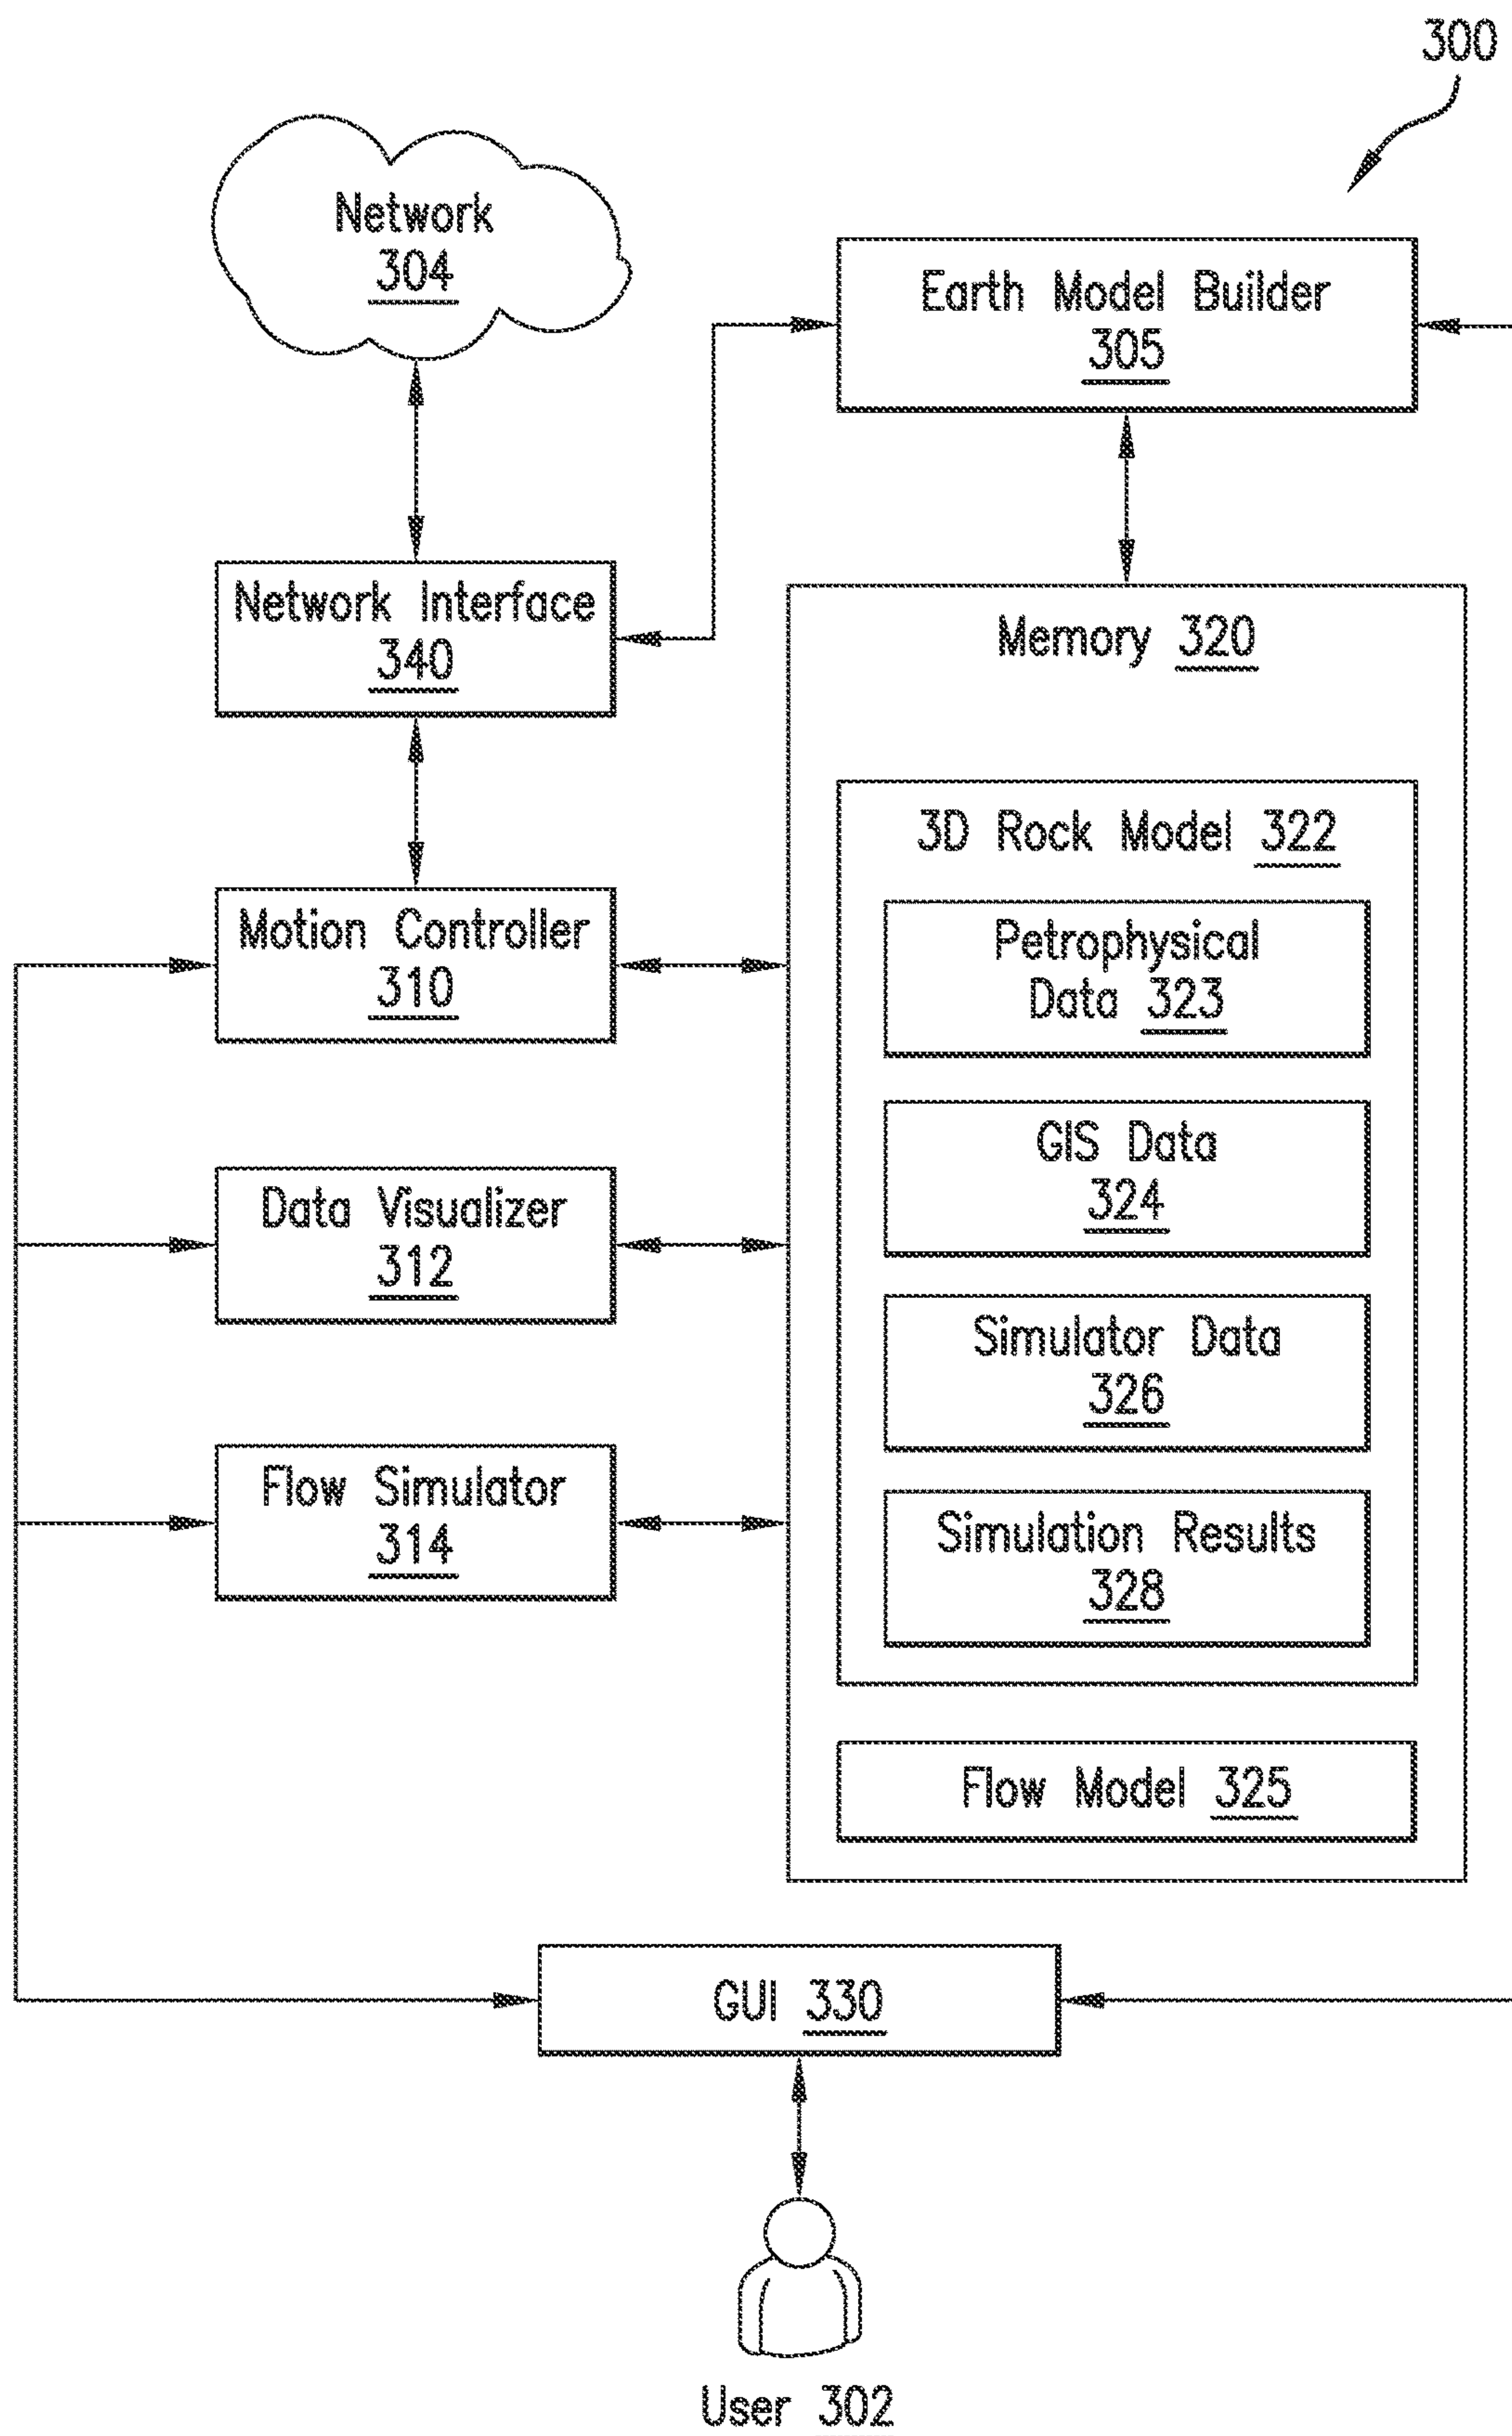 300
Network
304
Earth Model Builder
305
Network Interface
340
Memory 320
3D Rock Model 322
Motion Controller
310
Petrophysical
Data 323
GIS Data
324
Data Visualizer
312
Simulator Data
326
Flow Simulator
314
Simulation Results
328
Flow Model 325
GUI 330
User 302